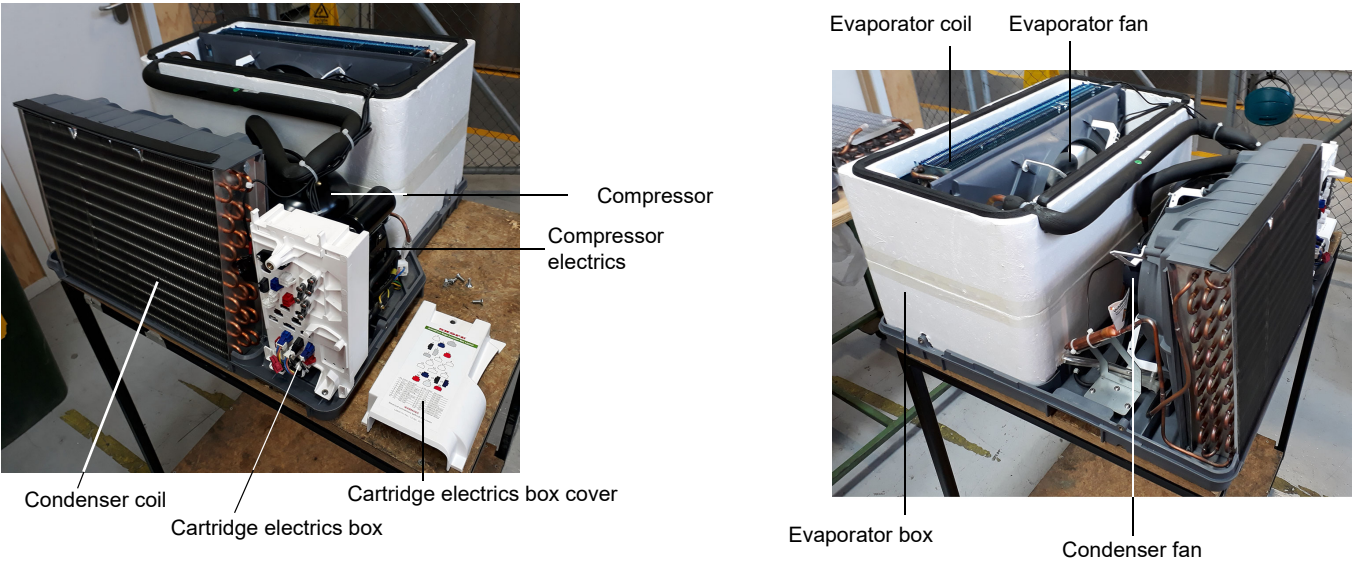 Evaporator coil
Evaporator fan
Compressor
Compressor
electrics
Condenser coil
Cartridge electrics box
Cartridge electrics box cover
Evaporator box
Condenser fan